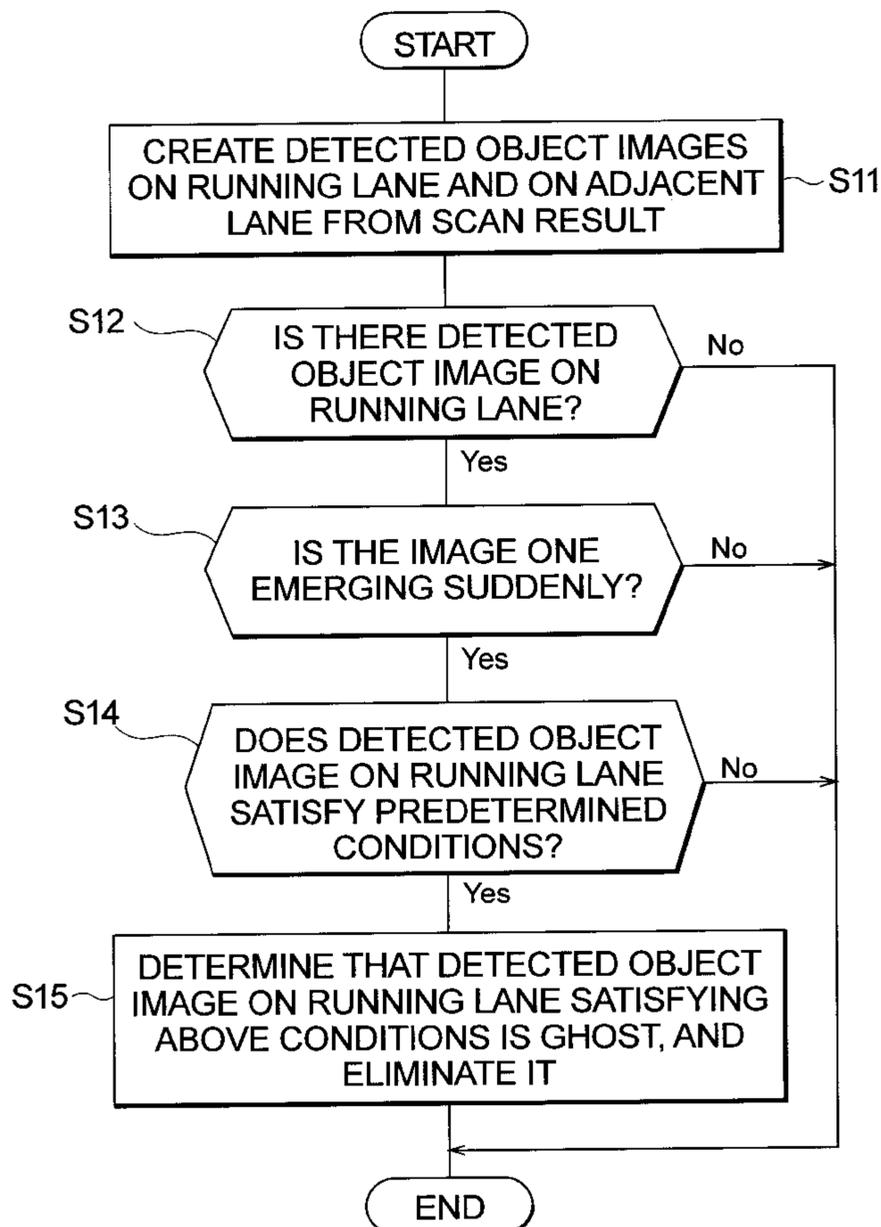 START
CREATE DETECTED OBJECT IMAGES
ON RUNNING LANE AND ON ADJACENT
LANE FROM SCAN RESULT
S11
S12
IS THERE DETECTED
OBJECT IMAGE ON
RUNNING LANE?
No
Yes
S13
IS THE IMAGE ONE
EMERGING SUDDENLY?
No
Yes
S14
DOES DETECTED OBJECT
IMAGE ON RUNNING LANE
SATISFY PREDETERMINED
CONDITIONS?
No
Yes
S15
DETERMINE THAT DETECTED OBJECT
IMAGE ON RUNNING LANE SATISFYING
ABOVE CONDITIONS IS GHOST, AND
ELIMINATE IT
END